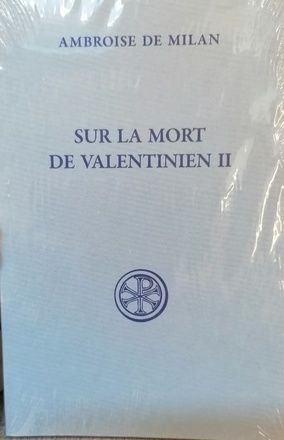 AMBROISE DE MILAN
SUR LA MORT
DE VALENTINIEN II